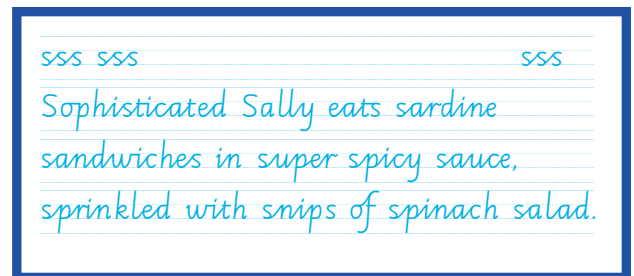 sss sss sss
Sophisticated Sally eats sardine
sandwiches in super spicy sauce,
sprinkled with snips of spinach salad.